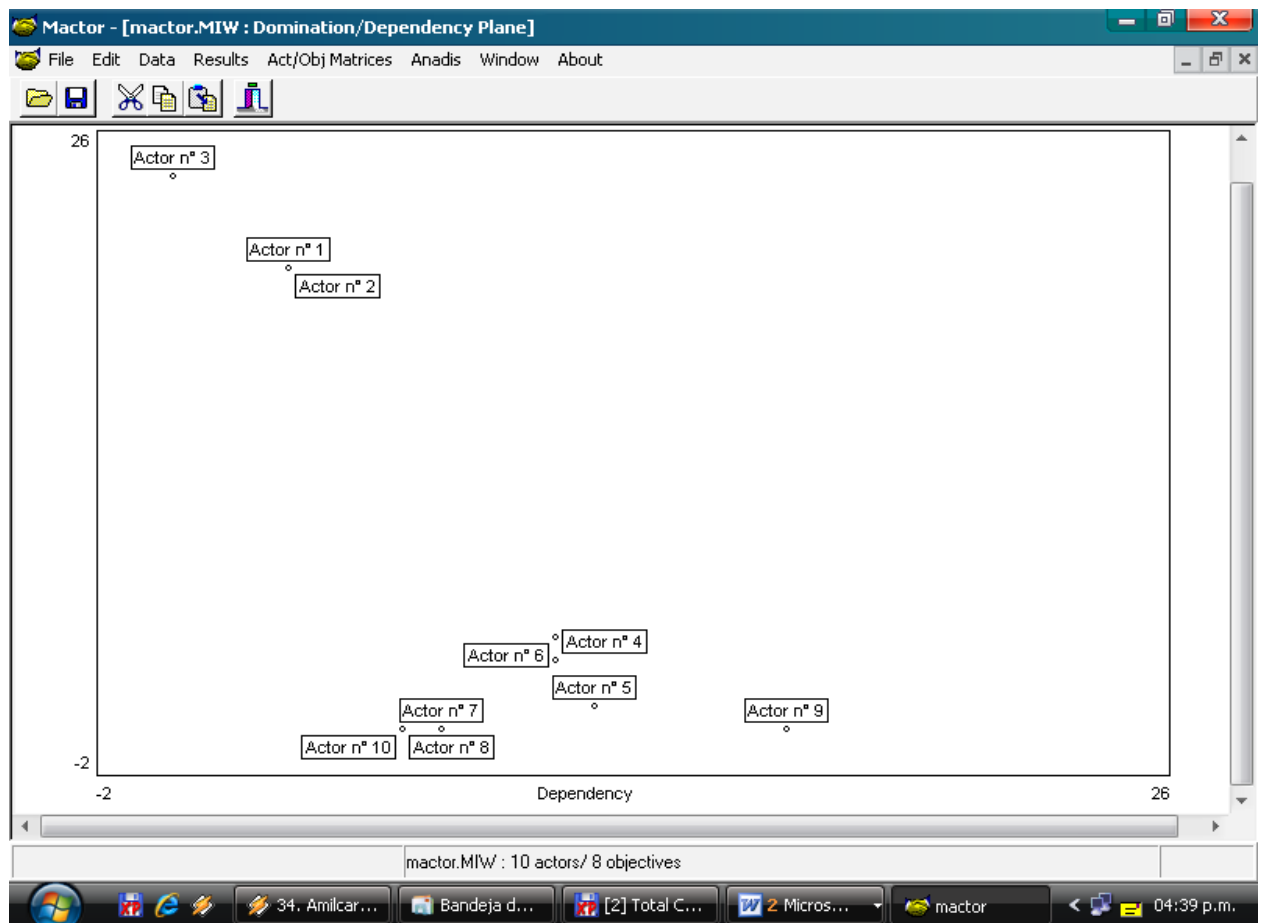 Mactor - [mactor.MIW : Domination/Dependency Plane]
File Edit Data Results Act/Obj Matrices Anadis Window About
26
Actor n° 3
Actor n° 1
Actor n° 2
Actor n° 4
Actor n° 6
Actor n° 5
Actor n° 7
Actor n° 9
Actor n° 10
Actor n° 8
-2
-2 Dependency 26
mactor.MIW : 10 actors/ 8 objectives
34. Amilcar... Bandeja d... [2] Total C... 2 Micros... mactor 04:39 p.m.